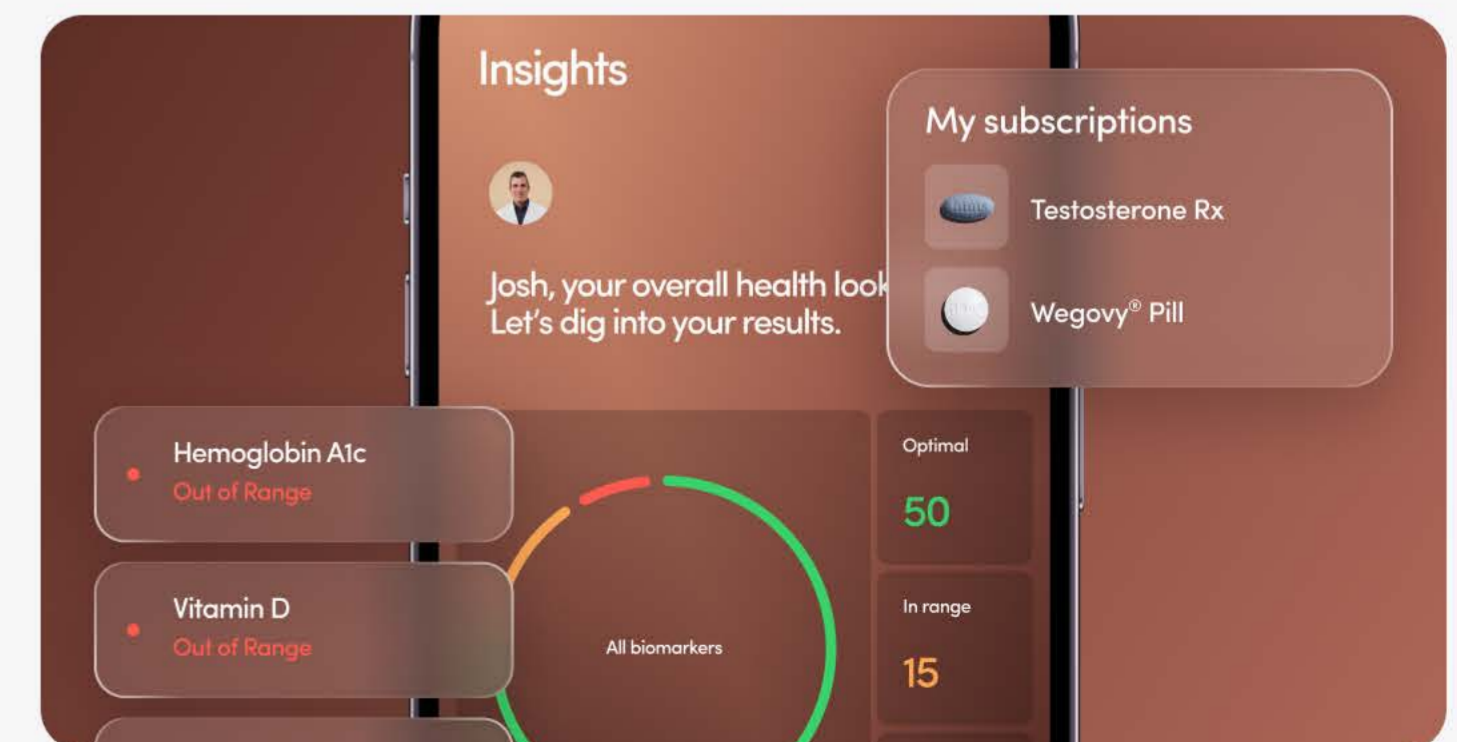 Insights
My subscriptions
Testosterone Rx
Wegovy® Pill
Josh, your overall health look
Let's dig into your results.
Hemoglobin A1c
Out of Range
Vitamin D
Out of Range
All biomarkers
Optimal
50
In range
15